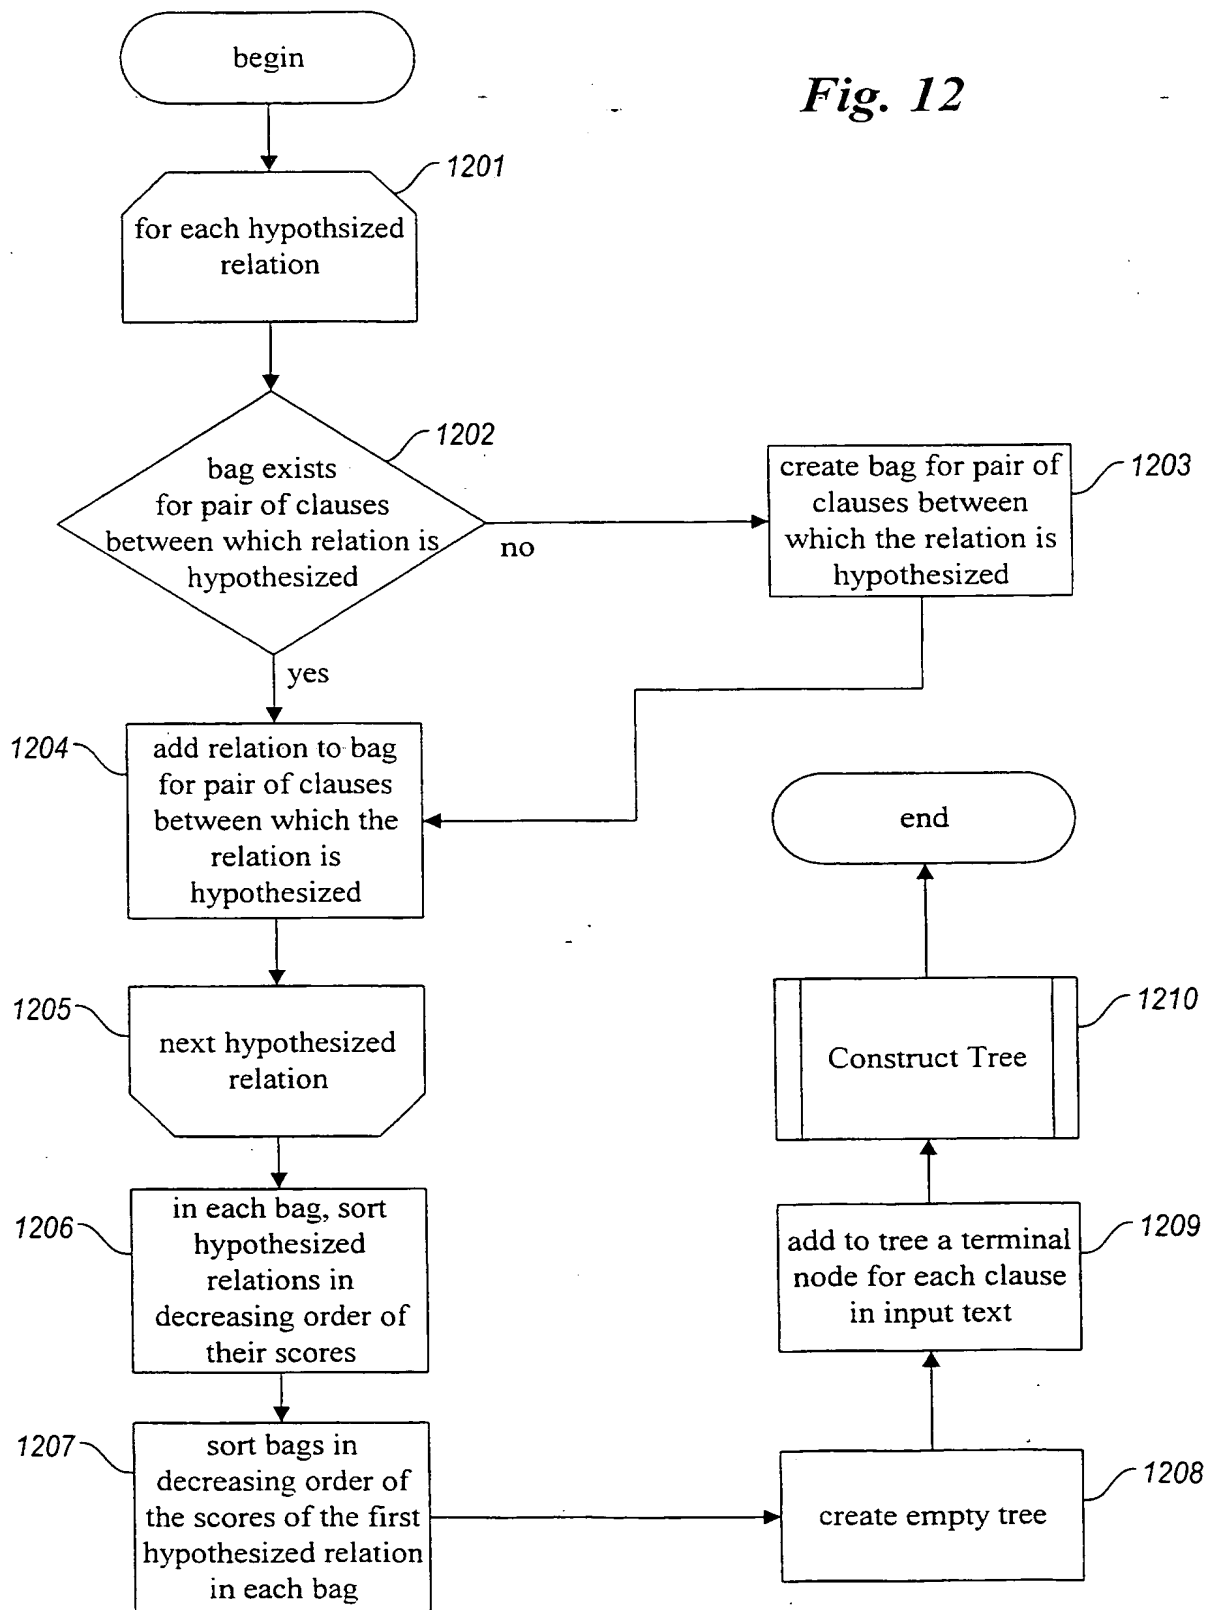 begin
Fig. 12
1201
for each hypothsized
relation
1202
bag exists
for pair of clauses
between which relation is
hypothesized
no
1203
create bag for pair of
clauses between
which the relation is
hypothesized
yes
1204
add relation to bag
for pair of clauses
between which the
relation is
hypothesized
1205
next hypothesized
relation
1206
in each bag, sort
hypothesized
relations in
decreasing order of
their scores
1207
sort bags in
decreasing order of
the scores of the first
hypothesized relation
in each bag
1208
create empty tree
1209
add to tree a terminal
node for each clause
in input text
1210
Construct Tree
end